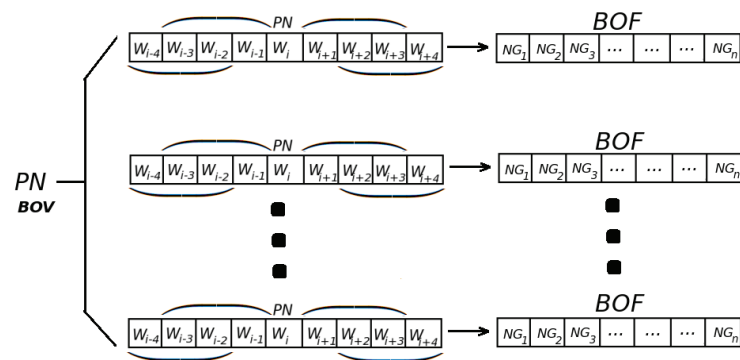 PN BOF
W_{i-4} W_{i-3} W_{i-2} W_{i-1} W_i W_{i+1} W_{i+2} W_{i+3} W_{i+4} NG_1 NG_2 NG_3 ... ... ... NG_n
PN BOF
W_{i-4} W_{i-3} W_{i-2} W_{i-1} W_i W_{i+1} W_{i+2} W_{i+3} W_{i+4} NG_1 NG_2 NG_3 ... ... ... NG_n
PN
BOV
PN BOF
W_{i-4} W_{i-3} W_{i-2} W_{i-1} W_i W_{i+1} W_{i+2} W_{i+3} W_{i+4} NG_1 NG_2 NG_3 ... ... ... NG_n